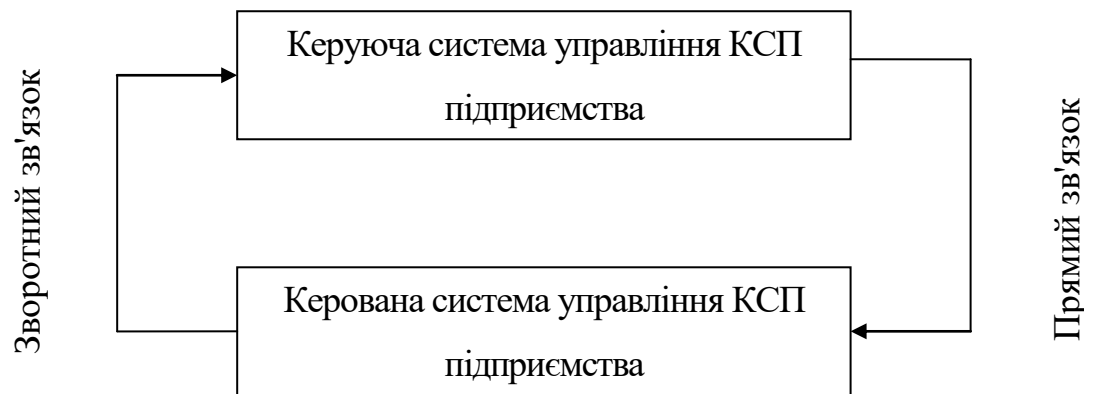 Керуюча система управління КСП
підприємства
Зворотний зв'язок
Прямий зв'язок
Керована система управління КСП
підприємства